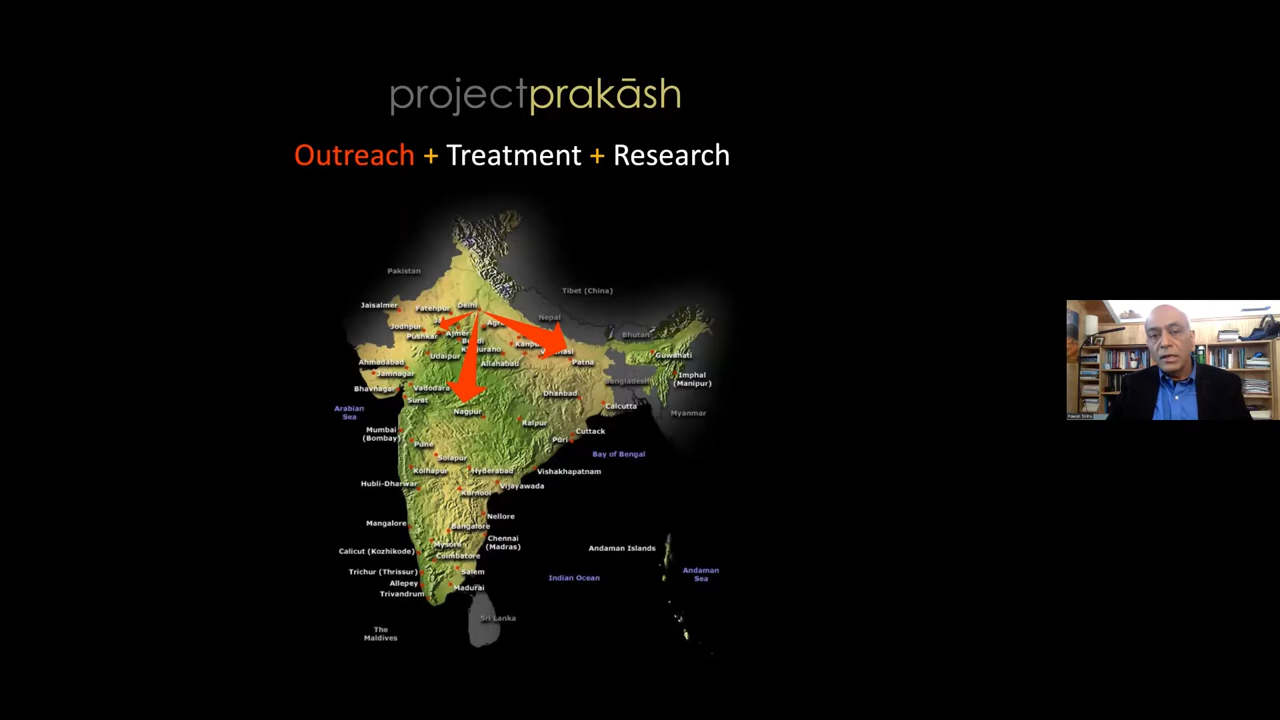 projectprakāsh
Outreach + Treatment + Research
Pakistan
Tibet (China)
Jaisalmer
Fatehpur
Delhi
Nepal
Jodhpur
Agra
Pushkar
Ajmer
Bhutan
Kanpur
Udaipur
Allahabad
Patna
Guwahati
Ahmadabad
Jamnagar
Imphal
(Manipur)
Bangladesh
Bhavnagar
Vadodara
Surat
Dhanbad
Calcutta
Myanmar
Arabian
Sea
Nagpur
Raipur
Mumbai
(Bombay)
Cuttack
Puri
Pune
Bay of Bengal
Solapur
Kolhapur
Hyderabad
Vishakhapatnam
Hubli-Dharwar
Vijayawada
Kurnool
Nellore
Mangalore
Bangalore
Chennai
(Madras)
Mysore
Andaman Islands
Calicut (Kozhikode)
Coimbatore
Trichur (Thrissur)
Salem
Indian Ocean
Andaman
Sea
Allepey
Madurai
Trivandrum
Sri Lanka
The
Maldives